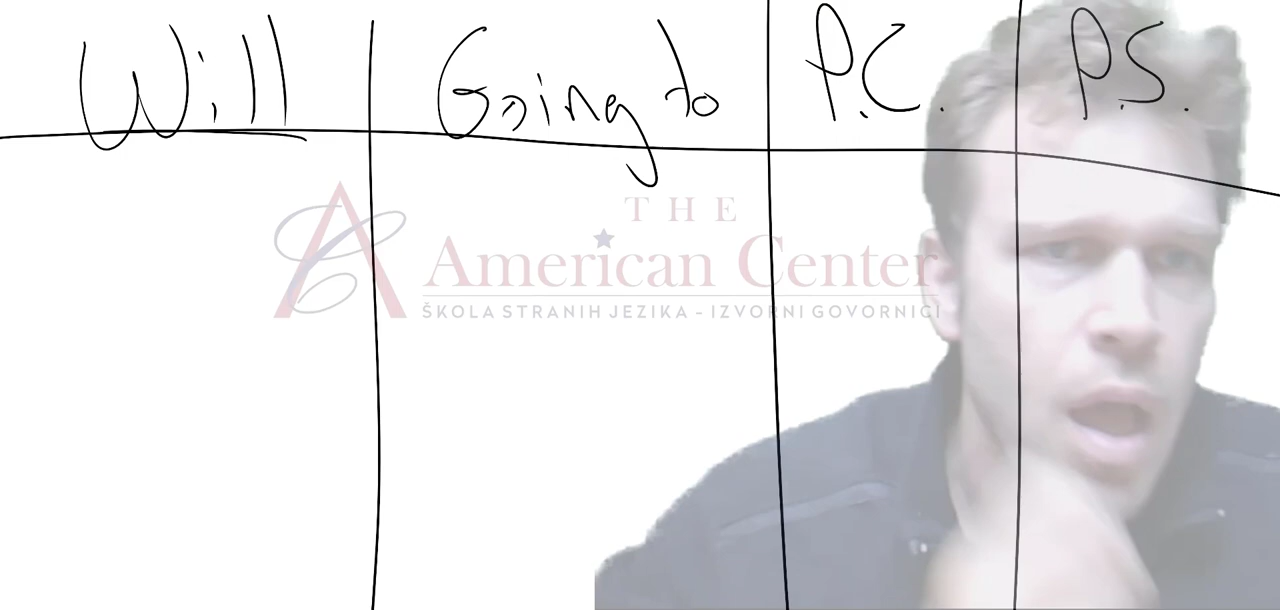 Will Going to P.C. P.S.
THE
American Center
ŠKOLA STRANIH JEZIKA - IZVORNI GOVORNICI